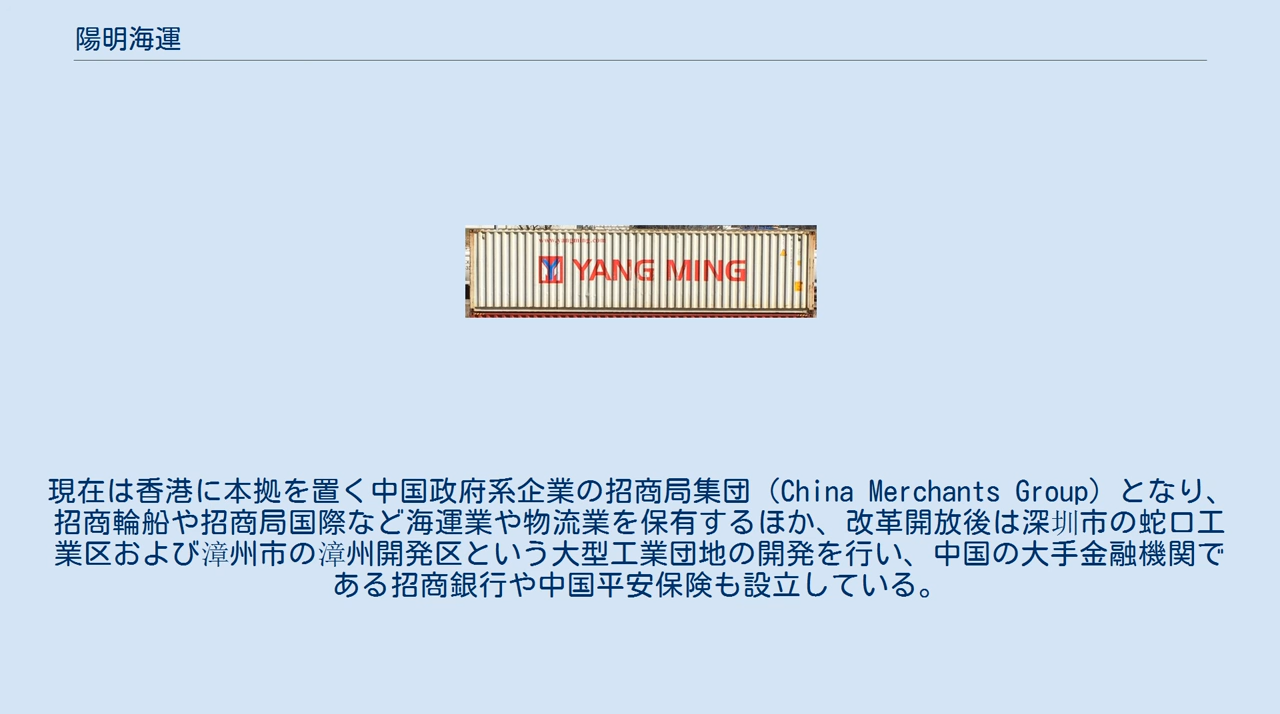 陽明海運
www.yangming.com
Y YANG MING
現在は香港に本拠を置く中国政府系企業の招商局集団（China Merchants Group）となり、
招商輪船や招商局国際など海運業や物流業を保有するほか、改革開放後は深圳市の蛇口工
業区および漳州市の漳州開発区という大型工業団地の開発を行い、中国の大手金融機関で
ある招商銀行や中国平安保険も設立している。